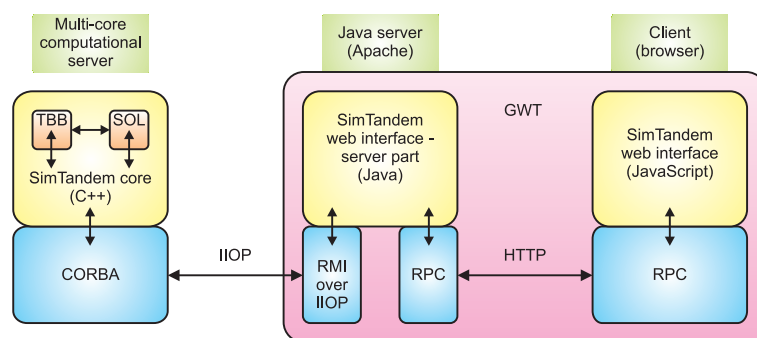 Multi-core
computational
server
Java server
(Apache)
Client
(browser)
GWT
TBB
SOL
SimTandem core
(C++)
SimTandem
web interface -
server part
(Java)
SimTandem
web interface
(JavaScript)
CORBA
IIOP
RMI
over
IIOP
RPC
HTTP
RPC